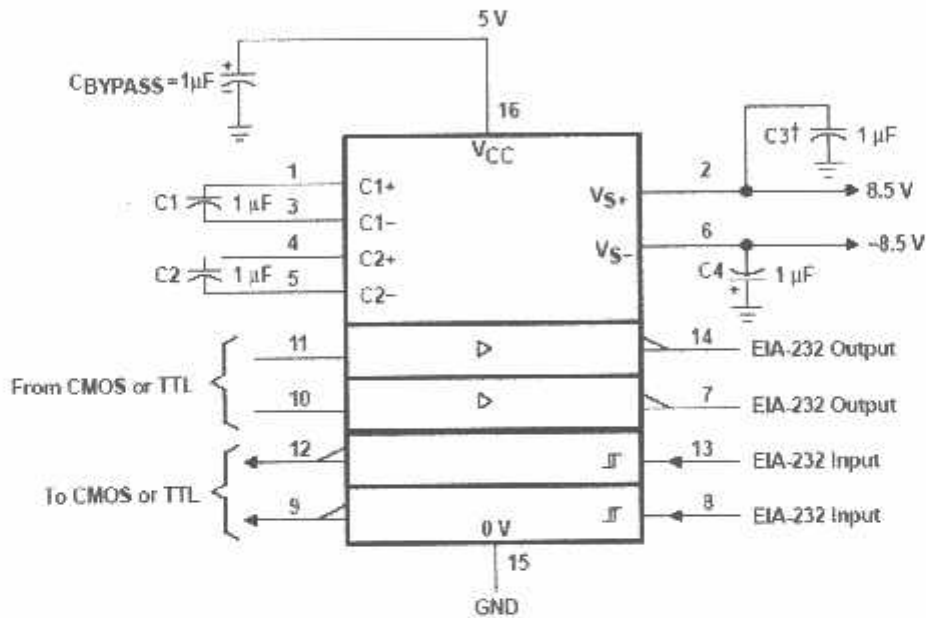 5 V
CBYPASS = 1μF
+
−
16
VCC
C3† 1 μF
1
2
C1+
C1 1 μF
VS+
8.5 V
3
C1−
4
6
C2+
VS−
–8.5 V
C2 1 μF
C4 1 μF
5
+
C2−
11
14
EIA-232 Output
From CMOS or TTL
10
7
EIA-232 Output
12
13
EIA-232 Input
To CMOS or TTL
9
8
EIA-232 Input
0 V
15
GND